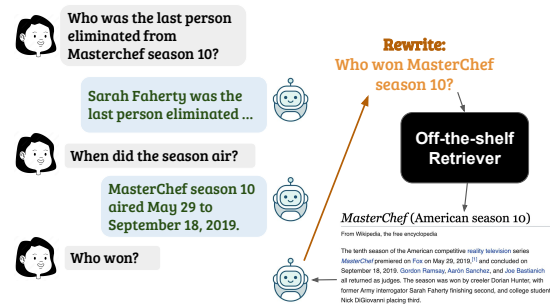 Who was the last person
eliminated from
Masterchef season 10?
Sarah Faherty was the
last person eliminated ...
When did the season air?
MasterChef season 10
aired May 29 to
September 18, 2019.
Who won?
Rewrite:
Who won MasterChef
season 10?
Off-the-shelf
Retriever
MasterChef (American season 10)
From Wikipedia, the free encyclopedia
The tenth season of the American competitive reality television series
MasterChef premiered on Fox on May 29, 2019,[1] and concluded on
September 18, 2019. Gordon Ramsay, Aarón Sanchez, and Joe Bastianich
all returned as judges. The season was won by creeler Dorian Hunter, with
former Army interrogator Sarah Faherty finishing second, and college student
Nick DiGiovanni placing third.